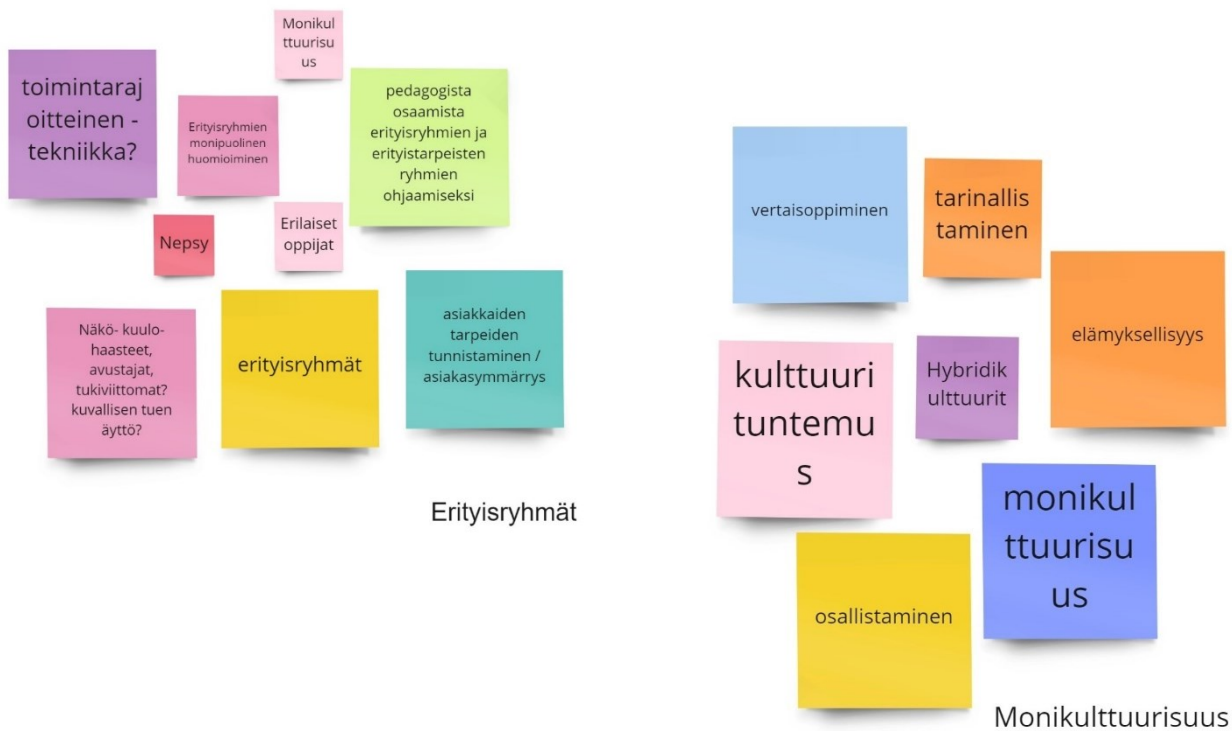 Monikul
ttuurisu
us
toimintaraj
oitteinen -
tekniikka?
Erityisryhmien
monipuolinen
huomioiminen
pedagogista
osaamista
erityisryhmien ja
erityistarpeisten
ryhmien
ohjaamiseksi
Nepsy
Erilaiset
oppijat
Näkö- kuulo-
haasteet,
avustajat,
tukiviittomat?
kuvallisen tuen
äyttö?
erityisryhmät
asiakkaiden
tarpeiden
tunnistaminen /
asiakasymmärrys
Erityisryhmät
vertaisoppiminen
tarinallis
taminen
elämyksellisyys
kulttuuri
tuntemu
s
Hybridik
ulttuurit
monikul
ttuurisu
us
osallistaminen
Monikulttuurisuus